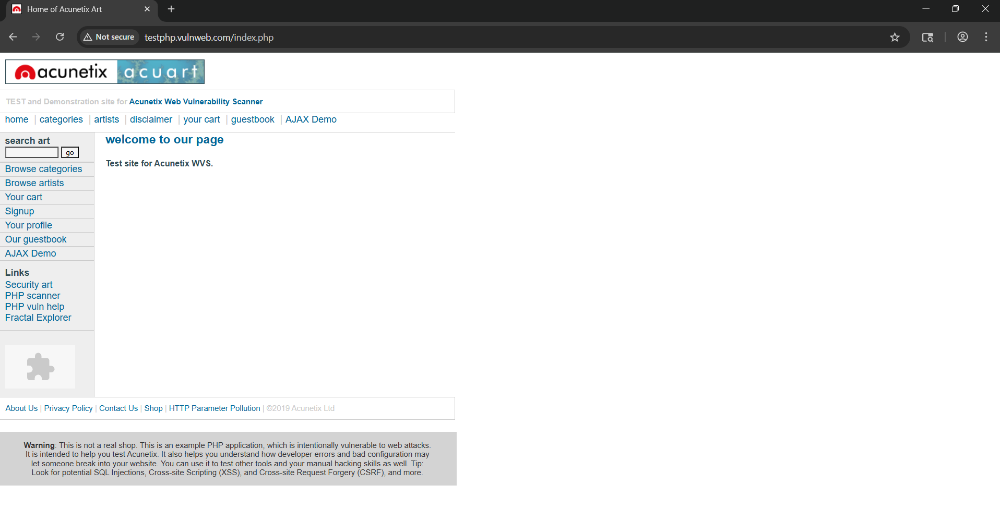 Home of Acunetix Art
Not secure testphp.vulnweb.com/index.php
acunetix acuart
TEST and Demonstration site for Acunetix Web Vulnerability Scanner
home | categories | artists | disclaimer | your cart | guestbook | AJAX Demo
search art
go
Browse categories
Browse artists
Your cart
Signup
Your profile
Our guestbook
AJAX Demo
Links
Security art
PHP scanner
PHP vuln help
Fractal Explorer
welcome to our page
Test site for Acunetix WVS.
About Us | Privacy Policy | Contact Us | Shop | HTTP Parameter Pollution | ©2019 Acunetix Ltd
Warning: This is not a real shop. This is an example PHP application, which is intentionally vulnerable to web attacks.
It is intended to help you test Acunetix. It also helps you understand how developer errors and bad configuration may
let someone break into your website. You can use it to test other tools and your manual hacking skills as well. Tip:
Look for potential SQL Injections, Cross-site Scripting (XSS), and Cross-site Request Forgery (CSRF), and more.